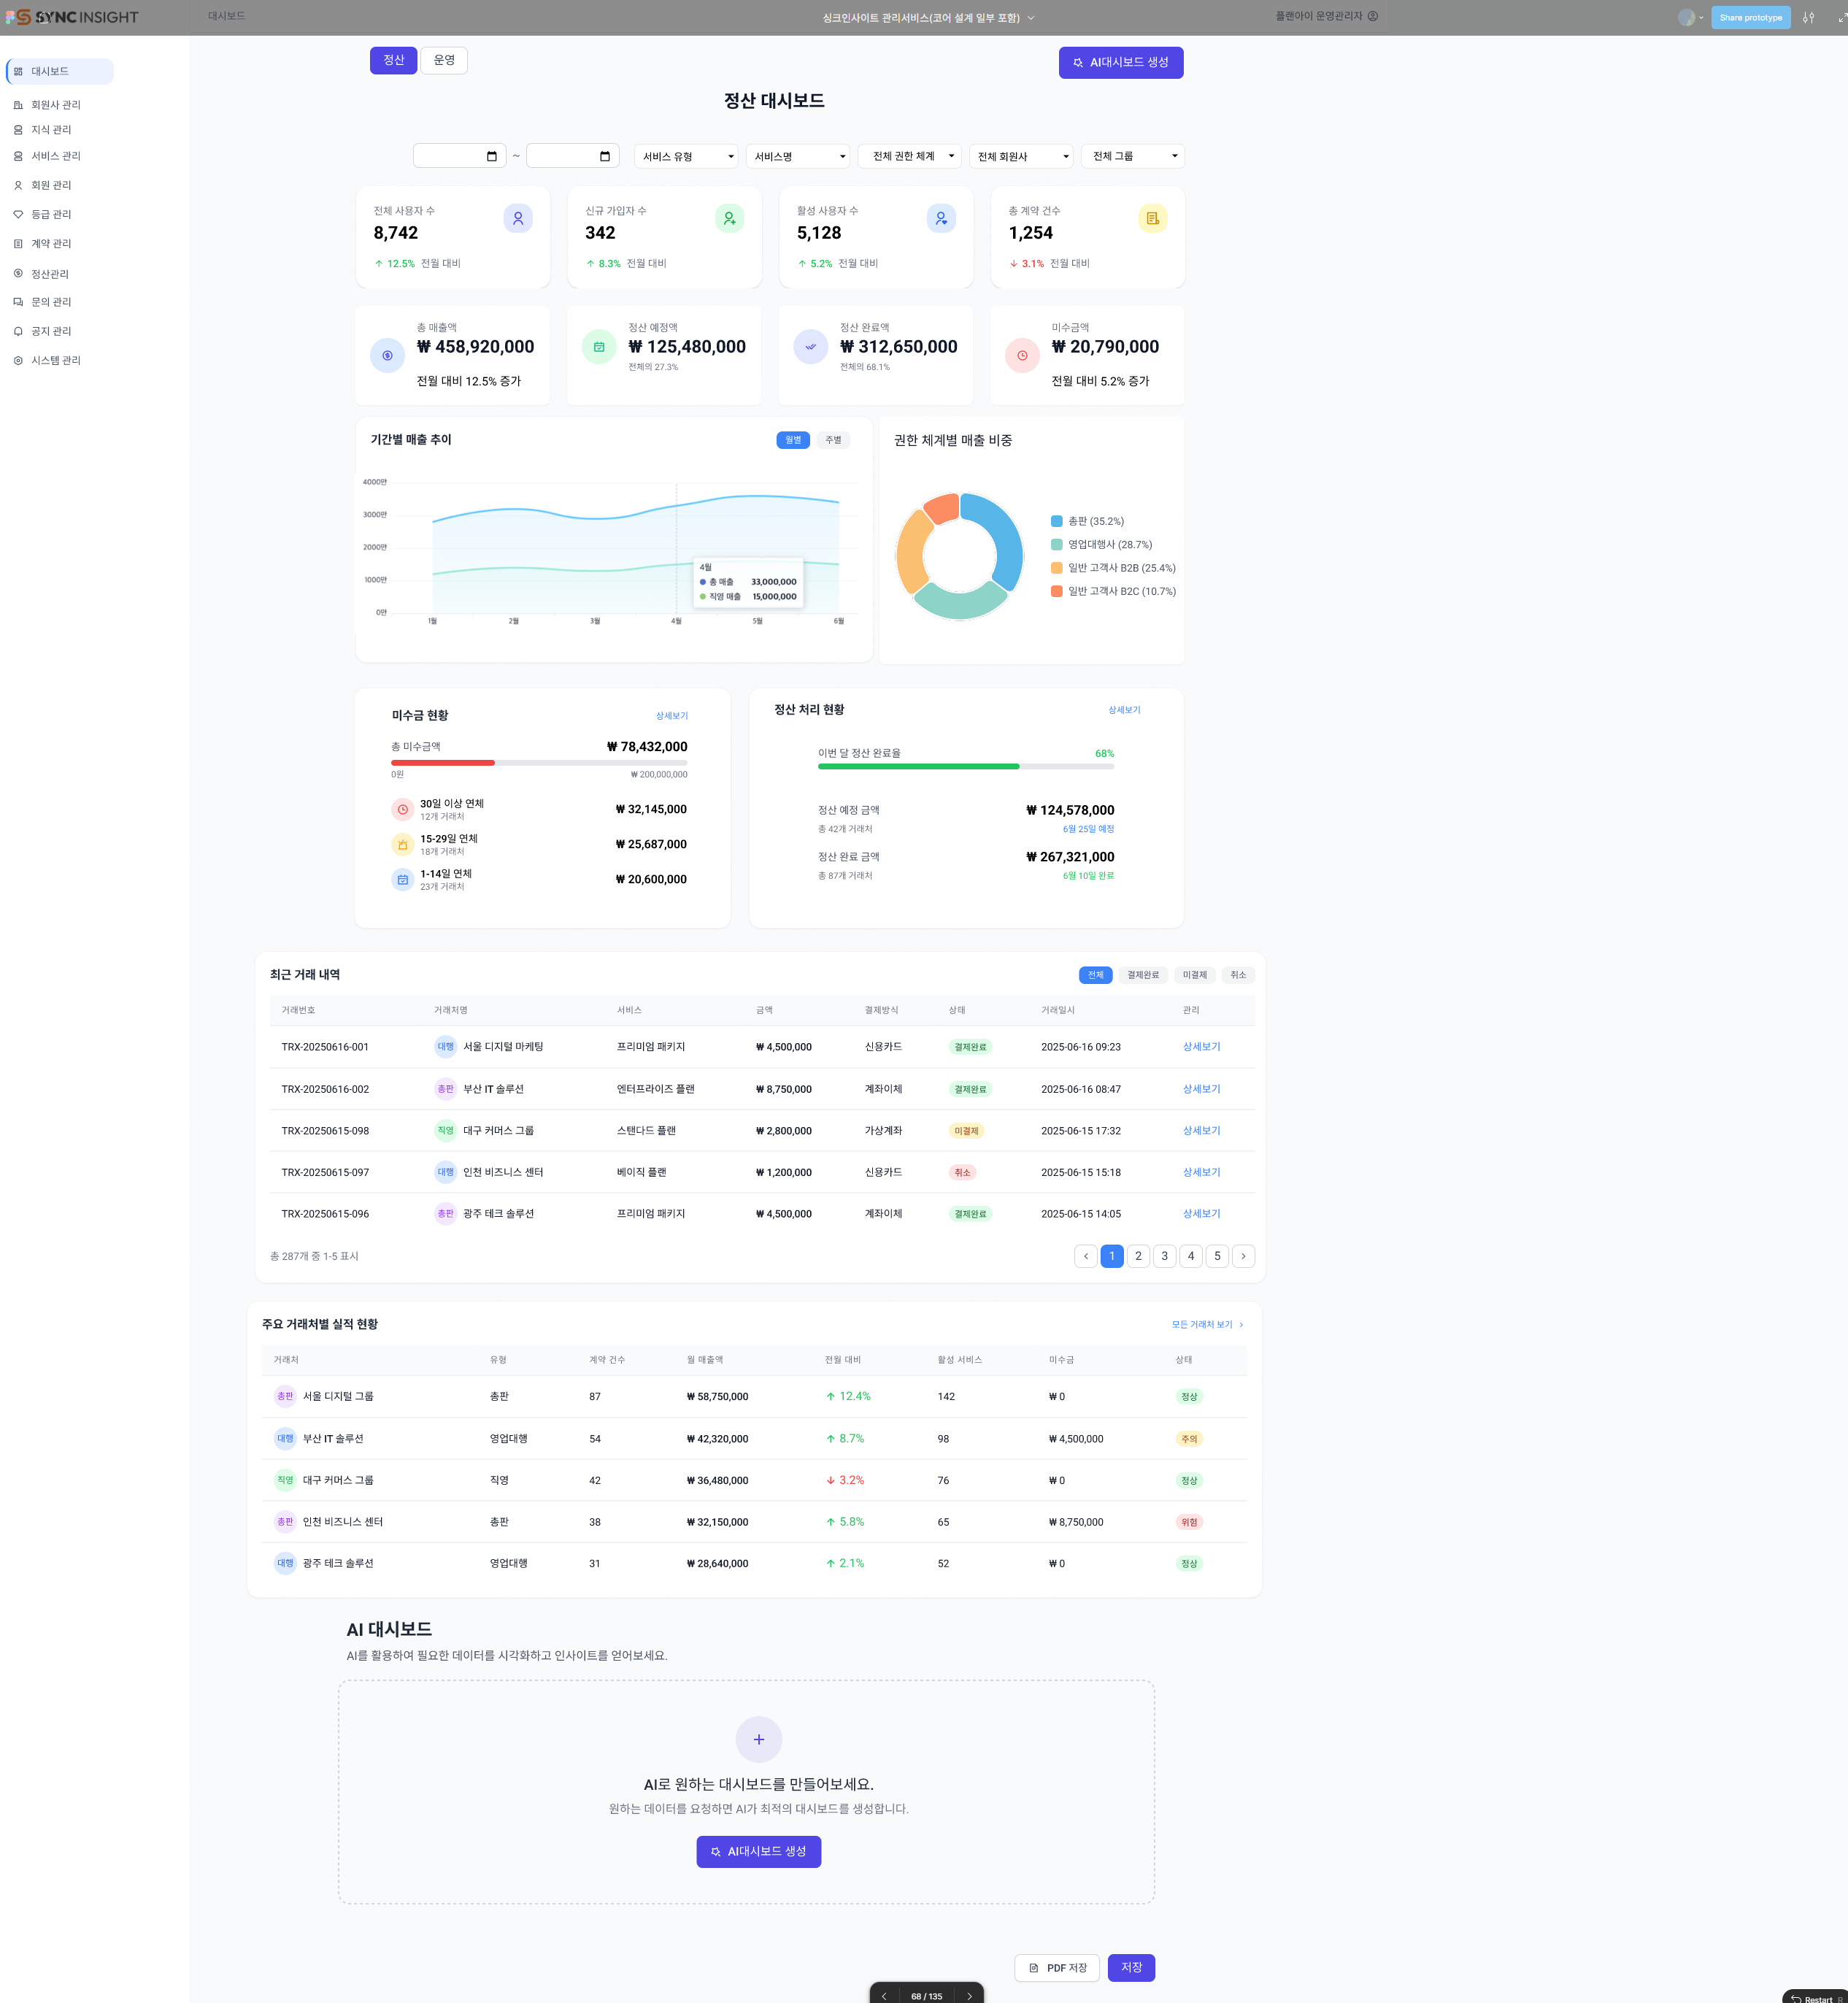 SYNC INSIGHT
대시보드
싱크인사이트 관리서비스(코어 설계 일부 포함)
플랜아이 운영관리자
Share prototype
대시보드
회원사 관리
지식 관리
서비스 관리
회원 관리
등급 관리
계약 관리
정산관리
문의 관리
공지 관리
시스템 관리
정산 운영
AI대시보드 생성
정산 대시보드
~ 서비스 유형 서비스명 전체 권한 체계 전체 회원사 전체 그룹
전체 사용자 수
8,742
↑ 12.5% 전월 대비
신규 가입자 수
342
↑ 8.3% 전월 대비
활성 사용자 수
5,128
↑ 5.2% 전월 대비
총 계약 건수
1,254
↓ 3.1% 전월 대비
총 매출액
₩ 458,920,000
전월 대비 12.5% 증가
정산 예정액
₩ 125,480,000
전체의 27.3%
정산 완료액
₩ 312,650,000
전체의 68.1%
미수금액
₩ 20,790,000
전월 대비 5.2% 증가
기간별 매출 추이
월별 주별
4000만
3000만
2000만
1000만
0만
4월
총 매출 33,000,000
직영 매출 15,000,000
1월 2월 3월 4월 5월 6월
권한 체계별 매출 비중
총판 (35.2%)
영업대행사 (28.7%)
일반 고객사 B2B (25.4%)
일반 고객사 B2C (10.7%)
미수금 현황 상세보기
총 미수금액 ₩ 78,432,000
0원 ₩ 200,000,000
30일 이상 연체
12개 거래처
₩ 32,145,000
15-29일 연체
18개 거래처
₩ 25,687,000
1-14일 연체
23개 거래처
₩ 20,600,000
정산 처리 현황 상세보기
이번 달 정산 완료율 68%
정산 예정 금액 ₩ 124,578,000
총 42개 거래처 6월 25일 예정
정산 완료 금액 ₩ 267,321,000
총 87개 거래처 6월 10일 완료
최근 거래 내역 전체 결제완료 미결제 취소
거래번호 거래처명 서비스 금액 결제방식 상태 거래일시 관리
TRX-20250616-001 대행 서울 디지털 마케팅 프리미엄 패키지 ₩ 4,500,000 신용카드 결제완료 2025-06-16 09:23 상세보기
TRX-20250616-002 총판 부산 IT 솔루션 엔터프라이즈 플랜 ₩ 8,750,000 계좌이체 결제완료 2025-06-16 08:47 상세보기
TRX-20250615-098 직영 대구 커머스 그룹 스탠다드 플랜 ₩ 2,800,000 가상계좌 미결제 2025-06-15 17:32 상세보기
TRX-20250615-097 대행 인천 비즈니스 센터 베이직 플랜 ₩ 1,200,000 신용카드 취소 2025-06-15 15:18 상세보기
TRX-20250615-096 총판 광주 테크 솔루션 프리미엄 패키지 ₩ 4,500,000 계좌이체 결제완료 2025-06-15 14:05 상세보기
총 287개 중 1-5 표시 1 2 3 4 5
주요 거래처별 실적 현황 모든 거래처 보기
거래처 유형 계약 건수 월 매출액 전월 대비 활성 서비스 미수금 상태
총판 서울 디지털 그룹 총판 87 ₩ 58,750,000 ↑ 12.4% 142 ₩ 0 정상
대행 부산 IT 솔루션 영업대행 54 ₩ 42,320,000 ↑ 8.7% 98 ₩ 4,500,000 주의
직영 대구 커머스 그룹 직영 42 ₩ 36,480,000 ↓ 3.2% 76 ₩ 0 정상
총판 인천 비즈니스 센터 총판 38 ₩ 32,150,000 ↑ 5.8% 65 ₩ 8,750,000 위험
대행 광주 테크 솔루션 영업대행 31 ₩ 28,640,000 ↑ 2.1% 52 ₩ 0 정상
AI 대시보드
AI를 활용하여 필요한 데이터를 시각화하고 인사이트를 얻어보세요.
AI로 원하는 대시보드를 만들어보세요.
원하는 데이터를 요청하면 AI가 최적의 대시보드를 생성합니다.
AI대시보드 생성
PDF 저장 저장
68 / 135
Restart R